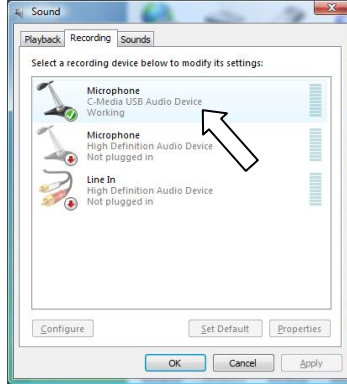 Sound
Playback Recording Sounds
Select a recording device below to modify its settings:
Microphone
C-Media USB Audio Device
Working
Microphone
High Definition Audio Device
Not plugged in
Line In
High Definition Audio Device
Not plugged in
Configure Set Default Properties
OK Cancel Apply